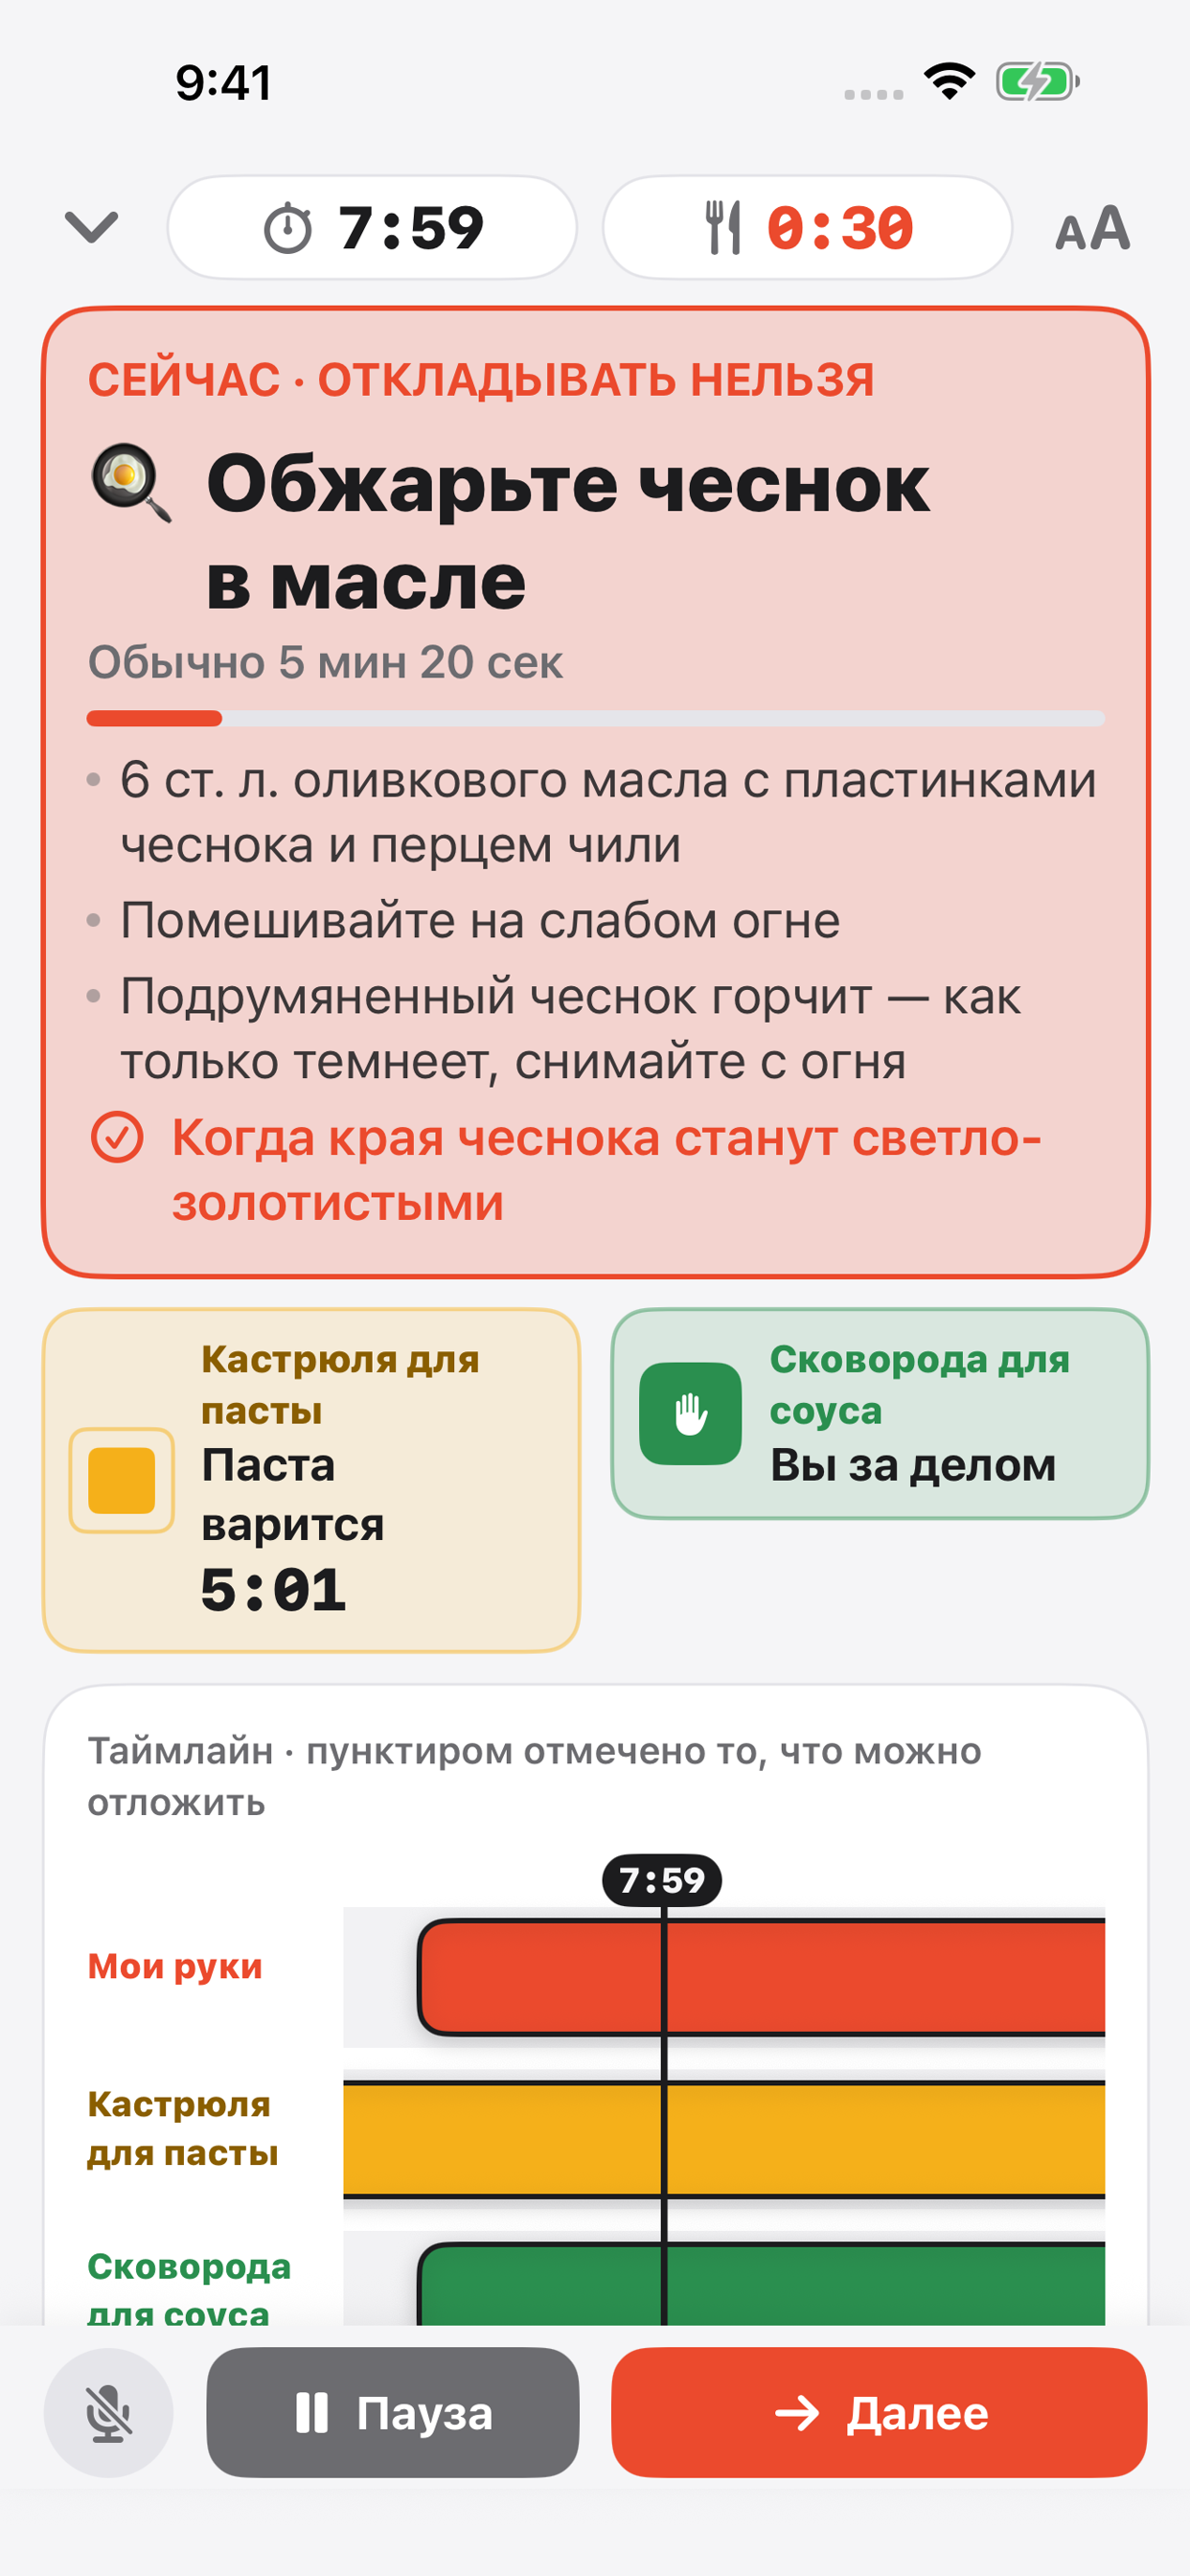 9:41
7:59
0:30
AA
СЕЙЧАС · ОТКЛАДЫВАТЬ НЕЛЬЗЯ
Обжарьте чеснок
в масле
Обычно 5 мин 20 сек
• 6 ст. л. оливкового масла с пластинками
чеснока и перцем чили
• Помешивайте на слабом огне
• Подрумяненный чеснок горчит — как
только темнеет, снимайте с огня
Когда края чеснока станут светло-
золотистыми
Кастрюля для
пасты
Паста
варится
5:01
Сковорода для
соуса
Вы за делом
Таймлайн · пунктиром отмечено то, что можно
отложить
7:59
Мои руки
Кастрюля
для пасты
Сковорода
для соуса
Пауза
Далее